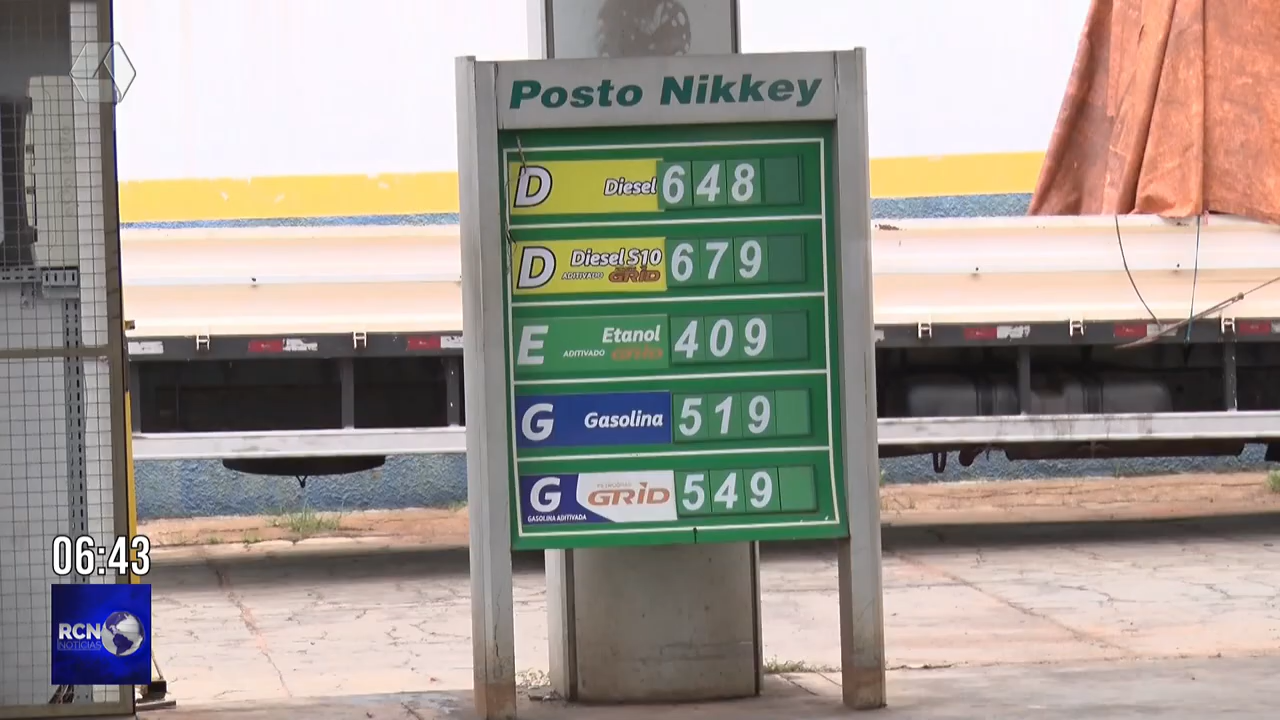 Posto Nikkey
D Diesel 648
D Diesel S10 679
ADITIVADO GRID
E Etanol 409
ADITIVADO GRID
G Gasolina 519
G PETROBRAS GRID 549
GASOLINA ADITIVADA
06:43
RCN
NOTÍCIAS